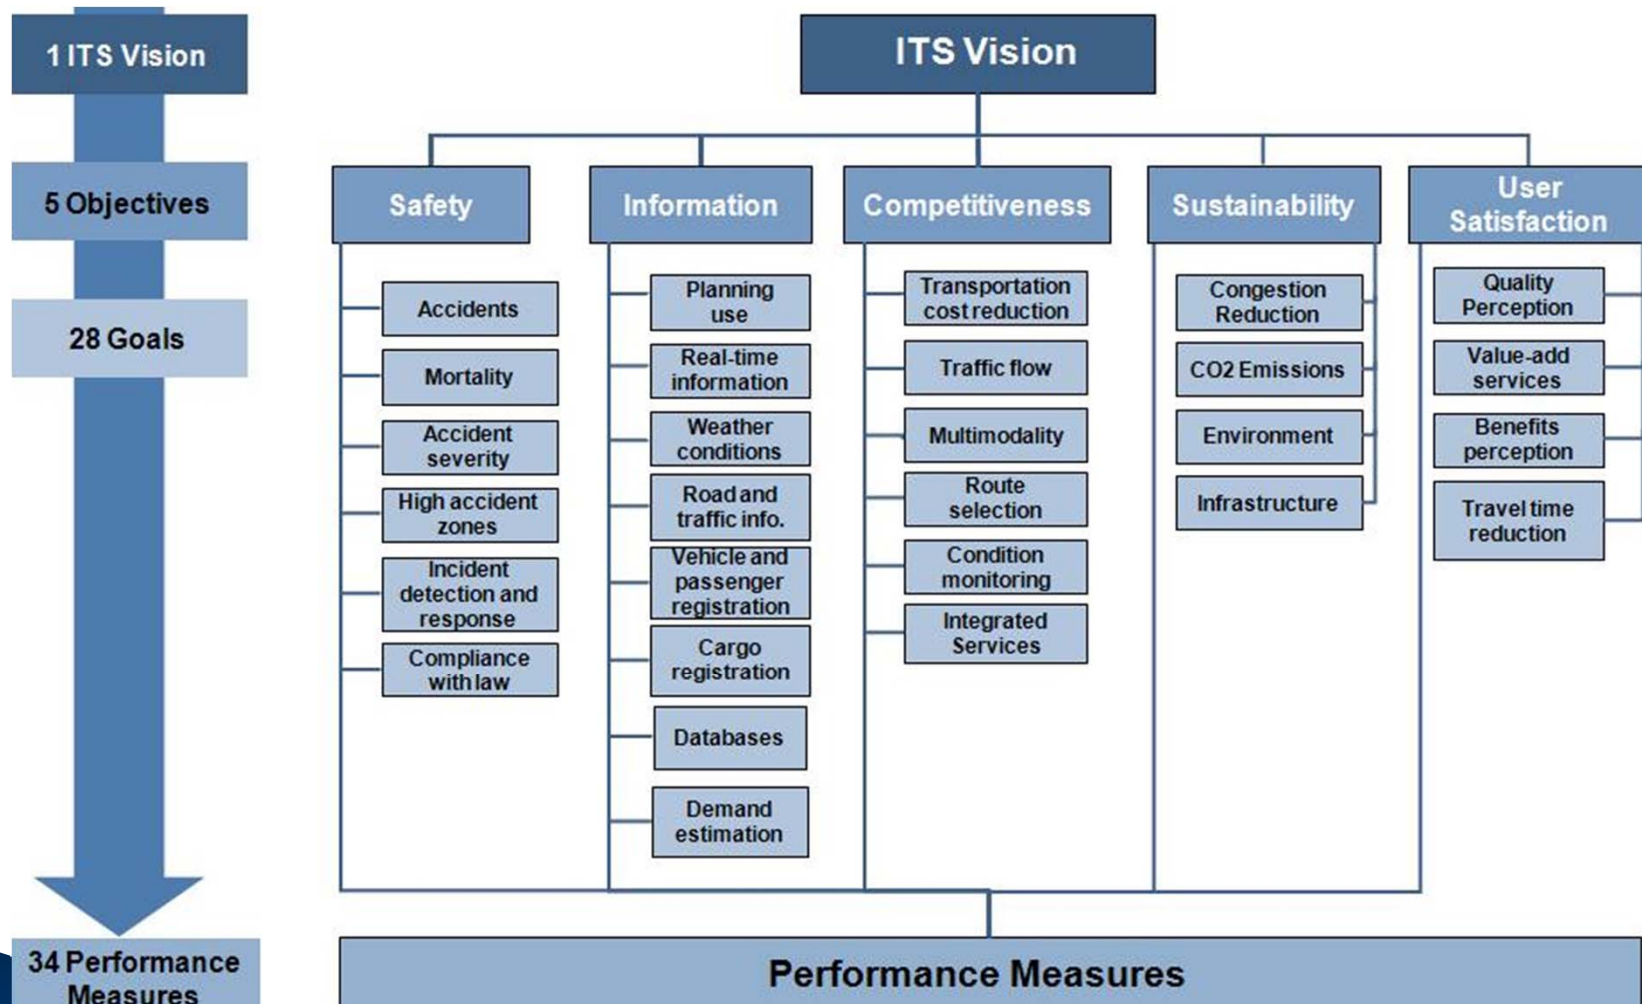 1 ITS Vision
5 Objectives
28 Goals
34 Performance
Measures
ITS Vision
Safety
Accidents
Mortality
Accident
severity
High accident
zones
Incident
detection and
response
Compliance
with law
Information
Planning
use
Real-time
information
Weather
conditions
Road and
traffic info.
Vehicle and
passenger
registration
Cargo
registration
Databases
Demand
estimation
Competitiveness
Transportation
cost reduction
Traffic flow
Multimodality
Route
selection
Condition
monitoring
Integrated
Services
Sustainability
Congestion
Reduction
CO2 Emissions
Environment
Infrastructure
User
Satisfaction
Quality
Perception
Value-add
services
Benefits
perception
Travel time
reduction
Performance Measures